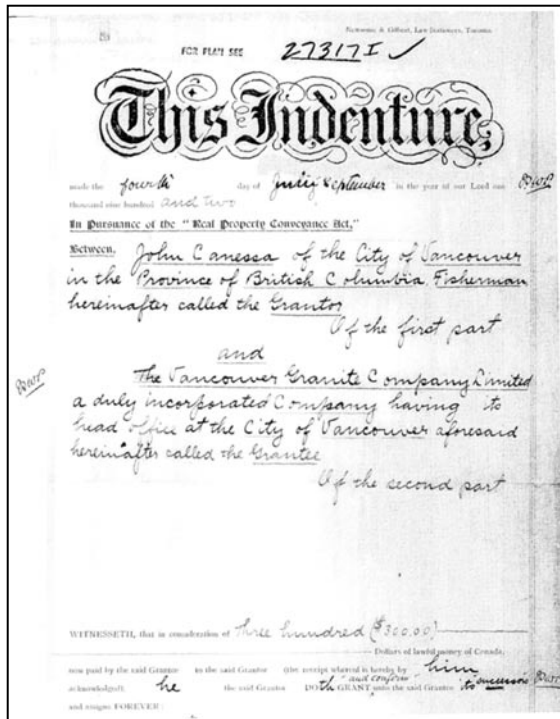 Newsome & Gilbert, Law Stationers, Toronto
FOR PLAN SEE 27317I ✓
This Indenture,
made the fourth day of September in the year of our Lord one
thousand nine hundred and two
In Pursuance of the "Real Property Conveyance Act,"
Between, John Canessa of the City of Vancouver
in the Province of British Columbia, Fisherman
hereinafter called the Grantor
Of the first part
and
The Vancouver Granite Company Limited
a duly incorporated Company having its
head office at the City of Vancouver aforesaid
hereinafter called the Grantee
Of the second part
WITNESSETH, that in consideration of Three hundred ($300.00)
Dollars of lawful money of Canada,
now paid by the said Grantee to the said Grantor (the receipt whereof is hereby by him
acknowledged), he the said Grantor DOth and confirm GRANT unto the said Grantee its successors
and assigns FOREVER: